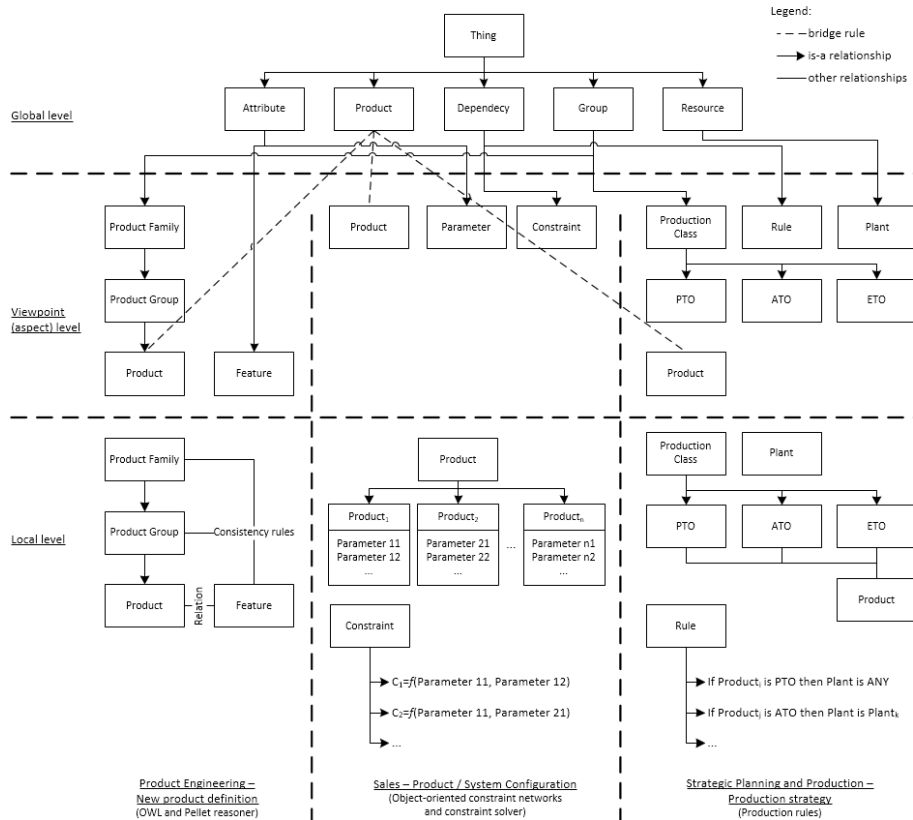 Legend:
bridge rule
is-a relationship
other relationships
Thing
Global level
Attribute
Product
Dependecy
Group
Resource
Product Family
Product
Parameter
Constraint
Production
Class
Rule
Plant
Viewpoint
(aspect) level
Product Group
PTO
ATO
ETO
Product
Feature
Product
Local level
Product Family
Product Group
Consistency rules
Product
Relation
Feature
Product
Product₁
Parameter 11
Parameter 12
...
Product₂
Parameter 21
Parameter 22
...
...
Productₙ
Parameter n1
Parameter n2
...
Constraint
C₁=f(Parameter 11, Parameter 12)
C₂=f(Parameter 11, Parameter 21)
...
Production
Class
Plant
PTO
ATO
ETO
Product
Rule
If Productᵢ is PTO then Plant is ANY
If Productⱼ is ATO then Plant is Plantₖ
...
Product Engineering –
New product definition
(OWL and Pellet reasoner)
Sales – Product / System Configuration
(Object-oriented constraint networks
and constraint solver)
Strategic Planning and Production –
Production strategy
(Production rules)